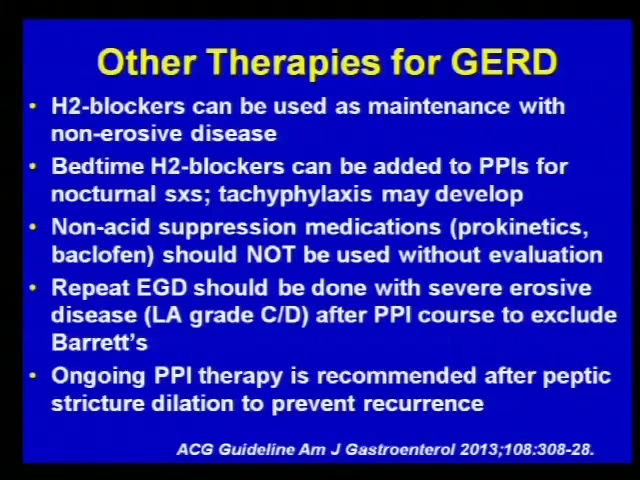 Other Therapies for GERD
• H2-blockers can be used as maintenance with
non-erosive disease
• Bedtime H2-blockers can be added to PPIs for
nocturnal sxs; tachyphylaxis may develop
• Non-acid suppression medications (prokinetics,
baclofen) should NOT be used without evaluation
• Repeat EGD should be done with severe erosive
disease (LA grade C/D) after PPI course to exclude
Barrett's
• Ongoing PPI therapy is recommended after peptic
stricture dilation to prevent recurrence
ACG Guideline Am J Gastroenterol 2013;108:308-28.